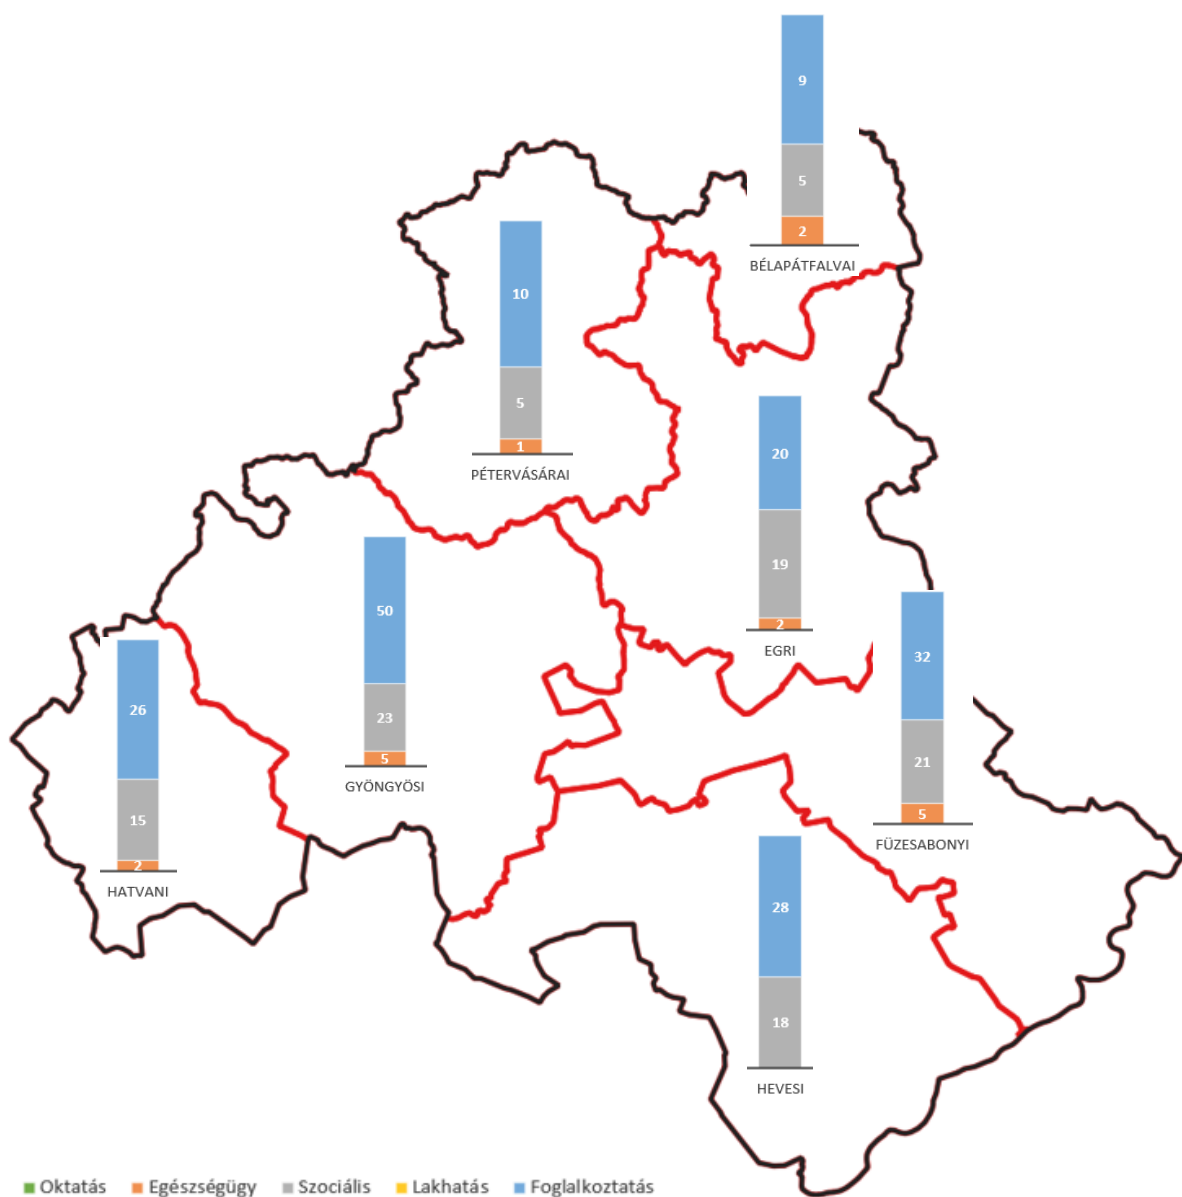 9
5
2
BÉLAPÁTFALVAI
10
5
1
PÉTERVÁSÁRAI
20
19
2
EGRI
50
23
5
GYÖNGYÖSI
32
21
5
FÜZESABONYI
26
15
2
HATVANI
28
18
HEVESI
Oktatás Egészségügy Szociális Lakhatás Foglalkoztatás